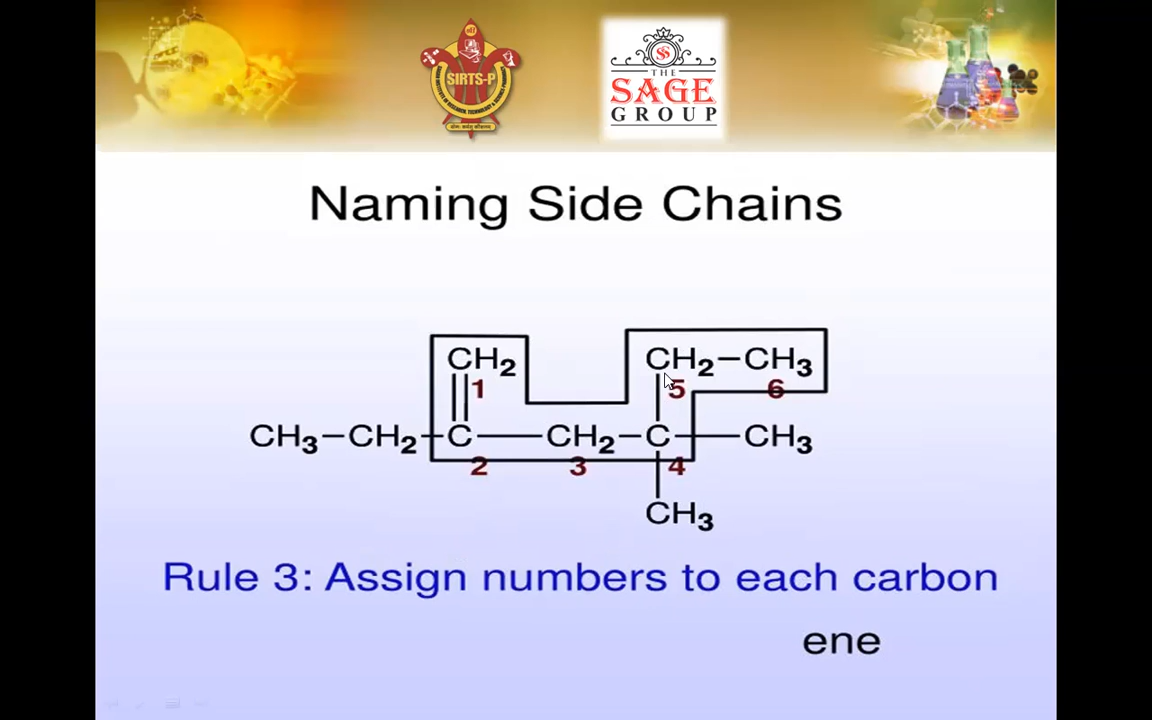 SIRTS-P
SS
THE
SAGE
GROUP
Naming Side Chains
CH₂ CH₂–CH₃
1 5 6
CH₃–CH₂–C–CH₂–C–CH₃
2 3 4
CH₃
Rule 3: Assign numbers to each carbon
ene